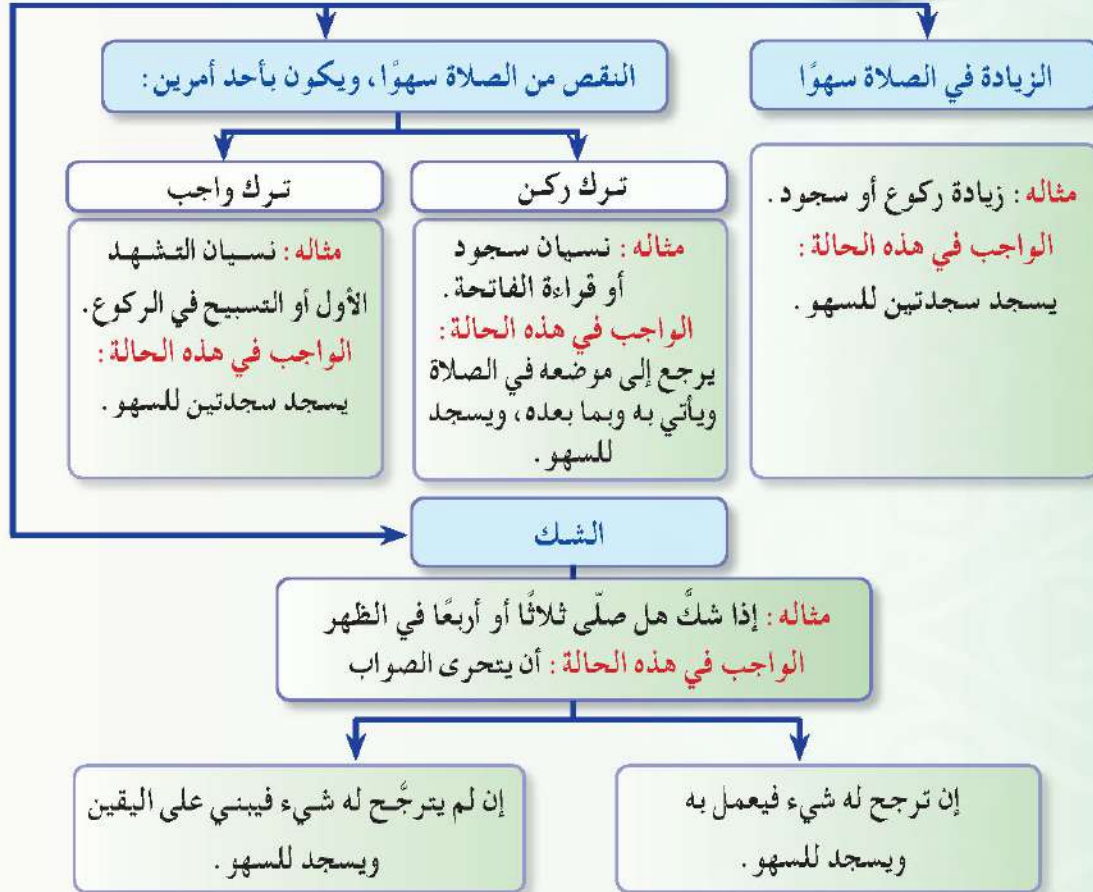 الزيادة في الصلاة سهوًا
مثاله: زيادة ركوع أو سجود.
الواجب في هذه الحالة:
يسجد سجدتين للسهو.
النقص من الصلاة سهوًا، ويكون بأحد أمرين:
ترك ركن
مثاله: نسيان سجود
أو قراءة الفاتحة.
الواجب في هذه الحالة:
يرجع إلى موضعه في الصلاة
ويأتي به وبما بعده، ويسجد
للسهو.
ترك واجب
مثاله: نسيان التشهد
الأول أو التسبيح في الركوع.
الواجب في هذه الحالة:
يسجد سجدتين للسهو.
الشك
مثاله: إذا شكَّ هل صلّى ثلاثًا أو أربعًا في الظهر
الواجب في هذه الحالة: أن يتحرى الصواب
إن ترجح له شيء فيعمل به
ويسجد للسهو.
إن لم يترجَّح له شيء فيبني على اليقين
ويسجد للسهو.